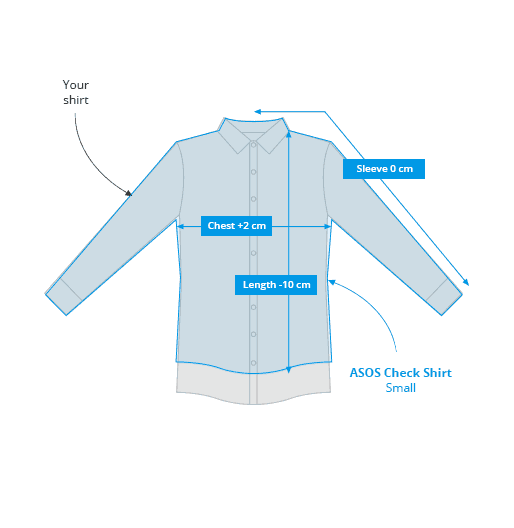 Your
shirt
Sleeve 0 cm
Chest +2 cm
Length -10 cm
ASOS Check Shirt
Small